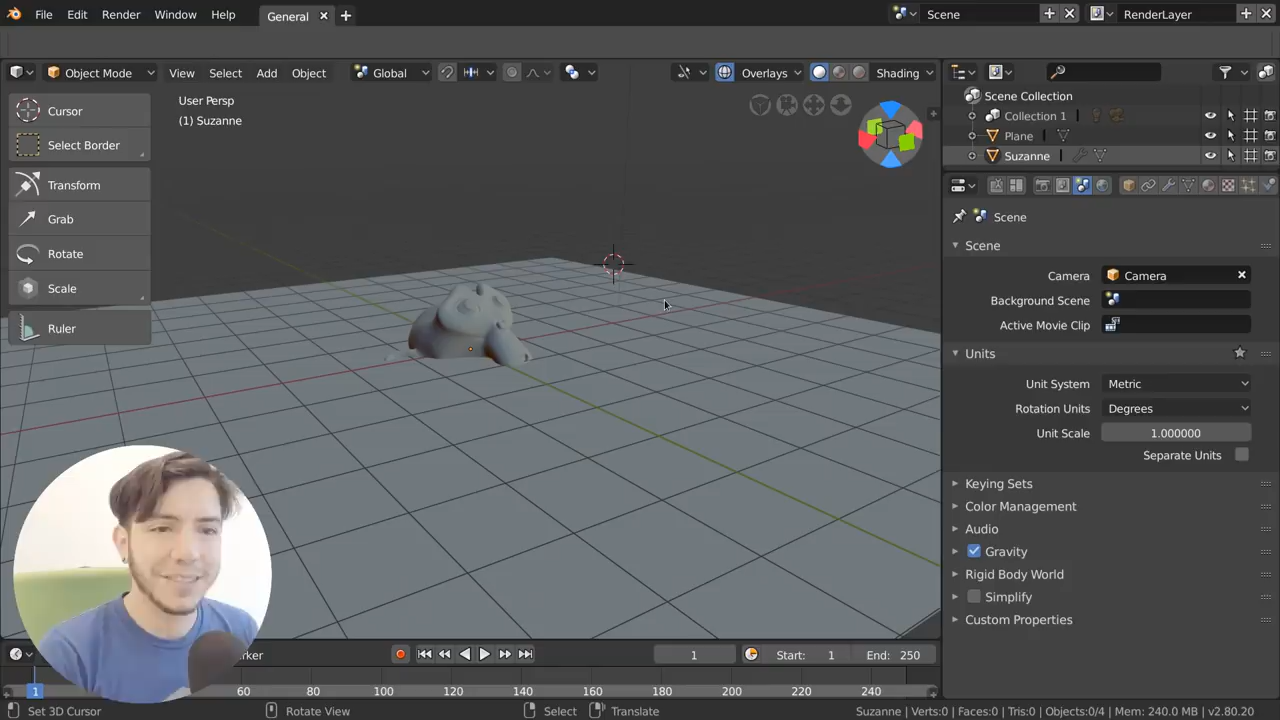 File Edit Render Window Help General Scene RenderLayer
Object Mode View Select Add Object Global Overlays Shading
Cursor
Select Border
Transform
Grab
Rotate
Scale
Ruler
User Persp
(1) Suzanne
Scene Collection
Collection 1
Plane
Suzanne
Scene
Scene
Camera Camera
Background Scene
Active Movie Clip
Units
Unit System Metric
Rotation Units Degrees
Unit Scale 1.000000
Separate Units
Keying Sets
Color Management
Audio
Gravity
Rigid Body World
Simplify
Custom Properties
1 Start: 1 End: 250
1 60 80 100 120 140 160 180 200 220 240
Set 3D Cursor Rotate View Select Translate Suzanne | Verts:0 | Faces:0 | Tris:0 | Objects:0/4 | Mem: 240.0 MB | v2.80.20